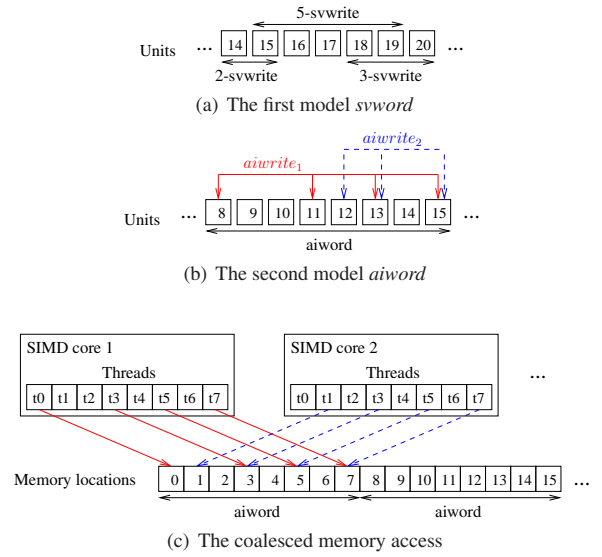 5-svwrite
Units ... 14 15 16 17 18 19 20 ...
2-svwrite 3-svwrite
(a) The first model svword
aiwrite2
aiwrite1
Units ... 8 9 10 11 12 13 14 15 ...
aiword
(b) The second model aiword
SIMD core 1 SIMD core 2
Threads Threads ...
t0 t1 t2 t3 t4 t5 t6 t7 t0 t1 t2 t3 t4 t5 t6 t7
Memory locations 0 1 2 3 4 5 6 7 8 9 10 11 12 13 14 15 ...
aiword aiword
(c) The coalesced memory access